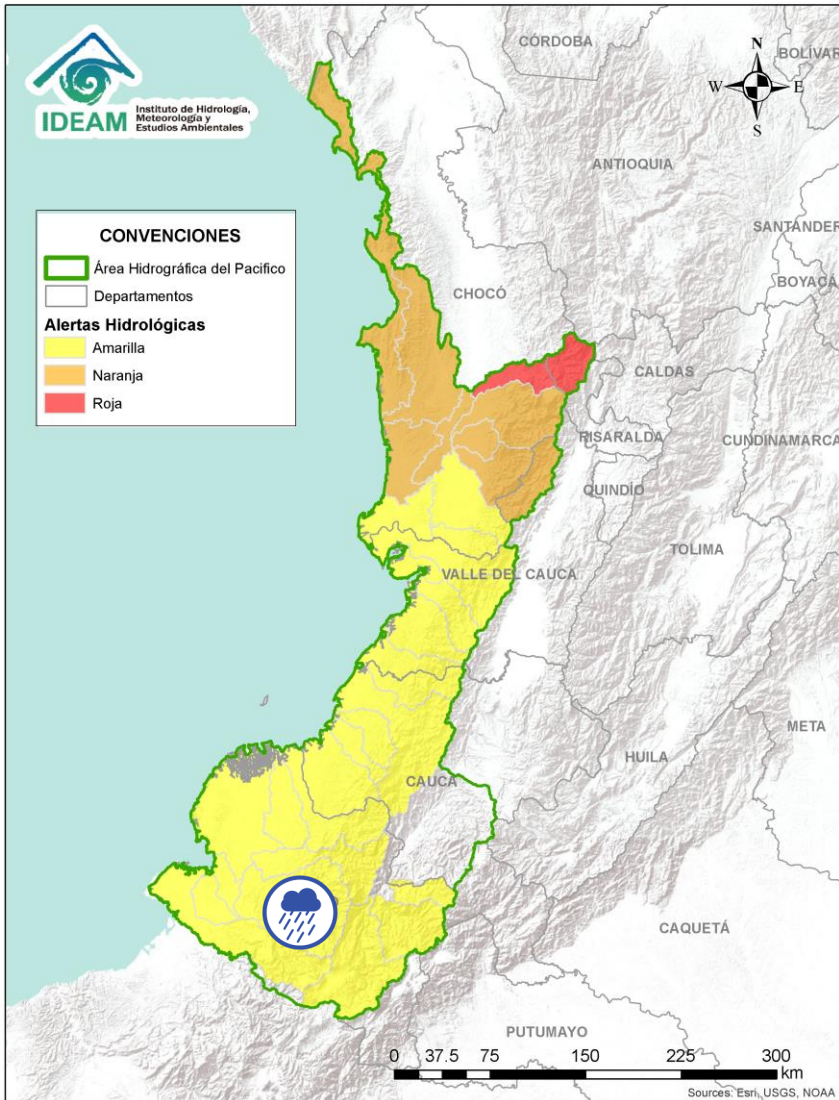 IDEAM
Instituto de Hidrología,
Meteorología y
Estudios Ambientales
CÓRDOBA
BOLÍVAR
N
W
E
S
ANTIOQUIA
SANTANDER
BOYACÁ
CONVENCIONES
Área Hidrográfica del Pacifico
Departamentos
Alertas Hidrológicas
Amarilla
Naranja
Roja
CHOCÓ
CALDAS
RISARALDA
CUNDINAMARCA
QUINDÍO
TOLIMA
VALLE DEL CAUCA
META
HUILA
CAUCA
CAQUETÁ
PUTUMAYO
0 37.5 75 150 225 300
km
Sources: Esri, USGS, NOAA